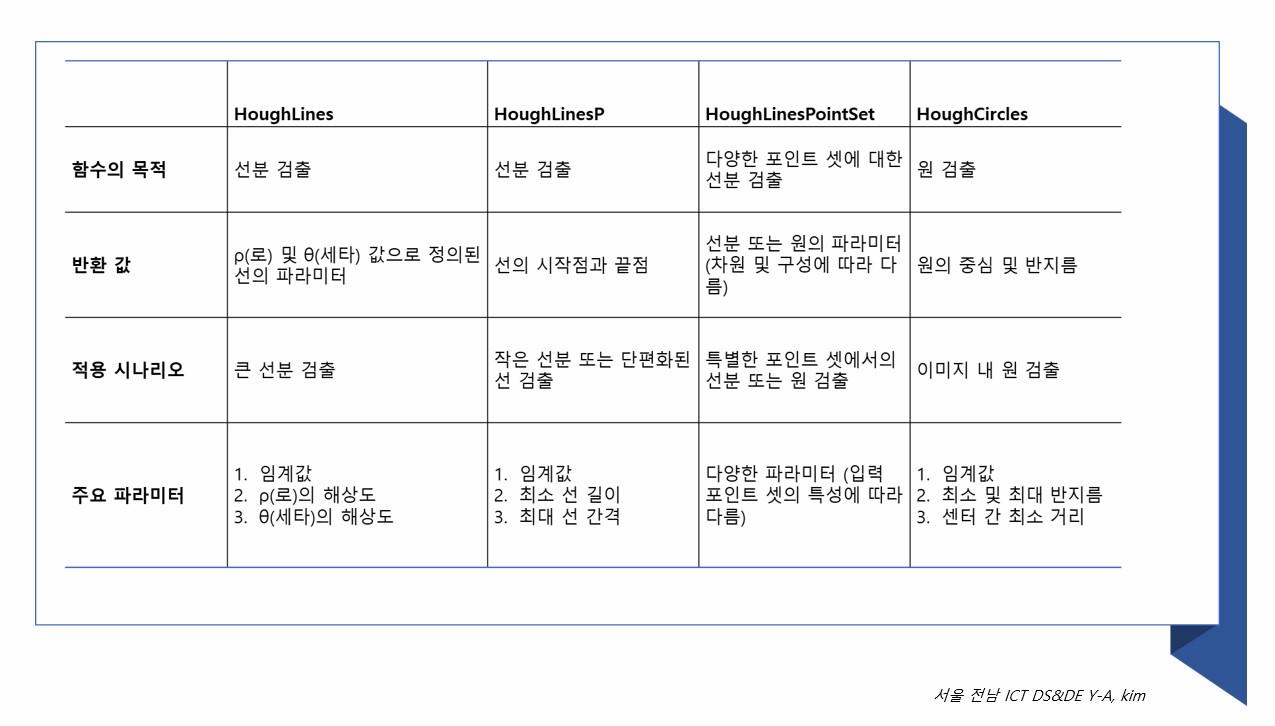 HoughLines
HoughLinesP
HoughLinesPointSet
HoughCircles
함수의 목적
선분 검출
선분 검출
다양한 포인트 셋에 대한
선분 검출
원 검출
반환 값
ρ(로) 및 θ(세타) 값으로 정의된
선의 파라미터
선의 시작점과 끝점
선분 또는 원의 파라미터
(차원 및 구성에 따라 다
름)
원의 중심 및 반지름
적용 시나리오
큰 선분 검출
작은 선분 또는 단편화된
선 검출
특별한 포인트 셋에서의
선분 또는 원 검출
이미지 내 원 검출
주요 파라미터
1. 임계값
2. ρ(로)의 해상도
3. θ(세타)의 해상도
1. 임계값
2. 최소 선 길이
3. 최대 선 간격
다양한 파라미터 (입력
포인트 셋의 특성에 따라
다름)
1. 임계값
2. 최소 및 최대 반지름
3. 센터 간 최소 거리
서울 전남 ICT DS&DE Y-A, kim